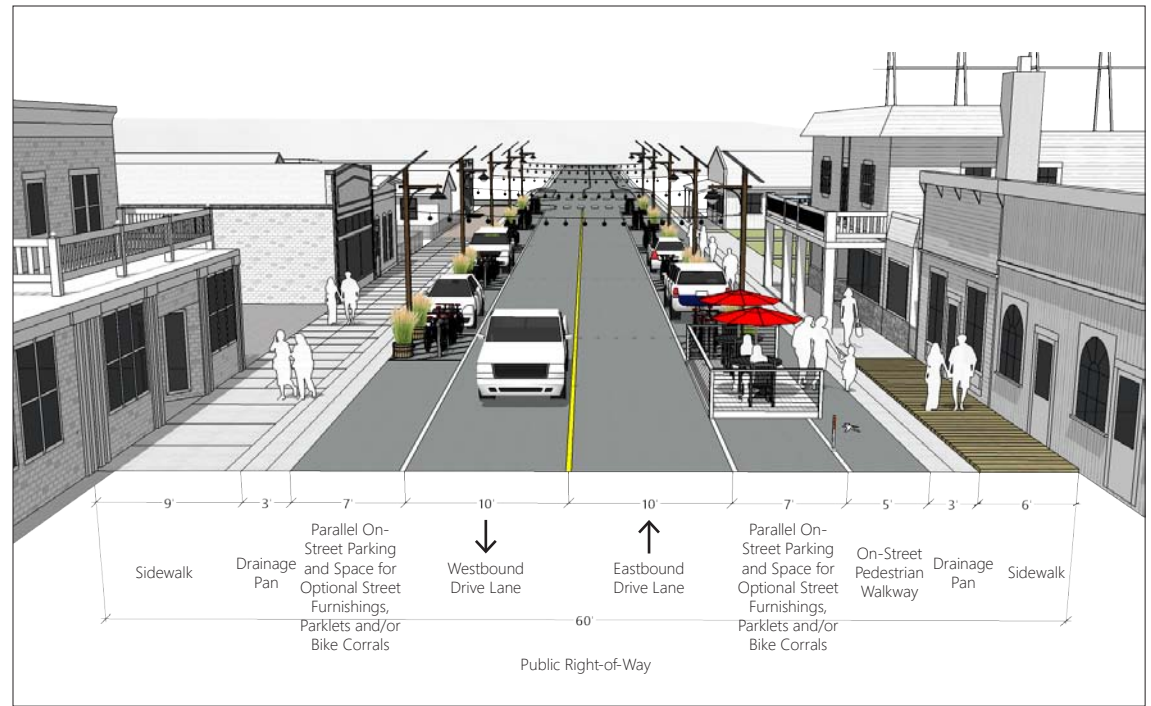 9'
3'
7'
10'
10'
7'
5'
3'
6'
Sidewalk
Drainage
Pan
Parallel On-
Street Parking
and Space for
Optional Street
Furnishings,
Parklets and/or
Bike Corrals
Westbound
Drive Lane
Eastbound
Drive Lane
Parallel On-
Street Parking
and Space for
Optional Street
Furnishings,
Parklets and/or
Bike Corrals
On-Street
Pedestrian
Walkway
Drainage
Pan
Sidewalk
60'
Public Right-of-Way